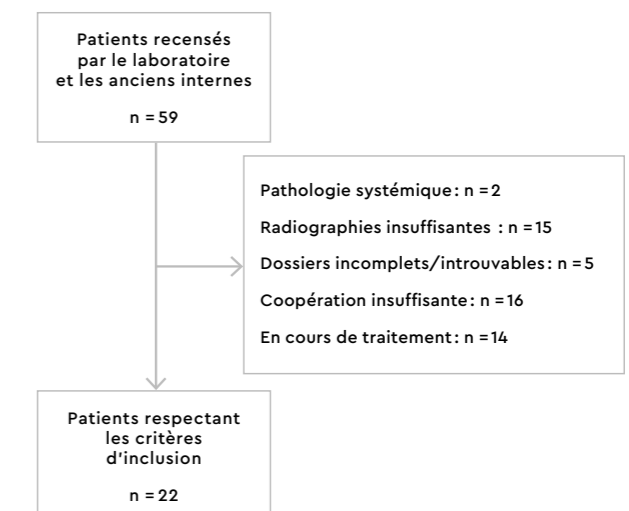 Patients recensés
par le laboratoire
et les anciens internes
n = 59
Pathologie systémique : n = 2
Radiographies insuffisantes : n = 15
Dossiers incomplets/introuvables : n = 5
Coopération insuffisante : n = 16
En cours de traitement : n = 14
Patients respectant
les critères
d'inclusion
n = 22